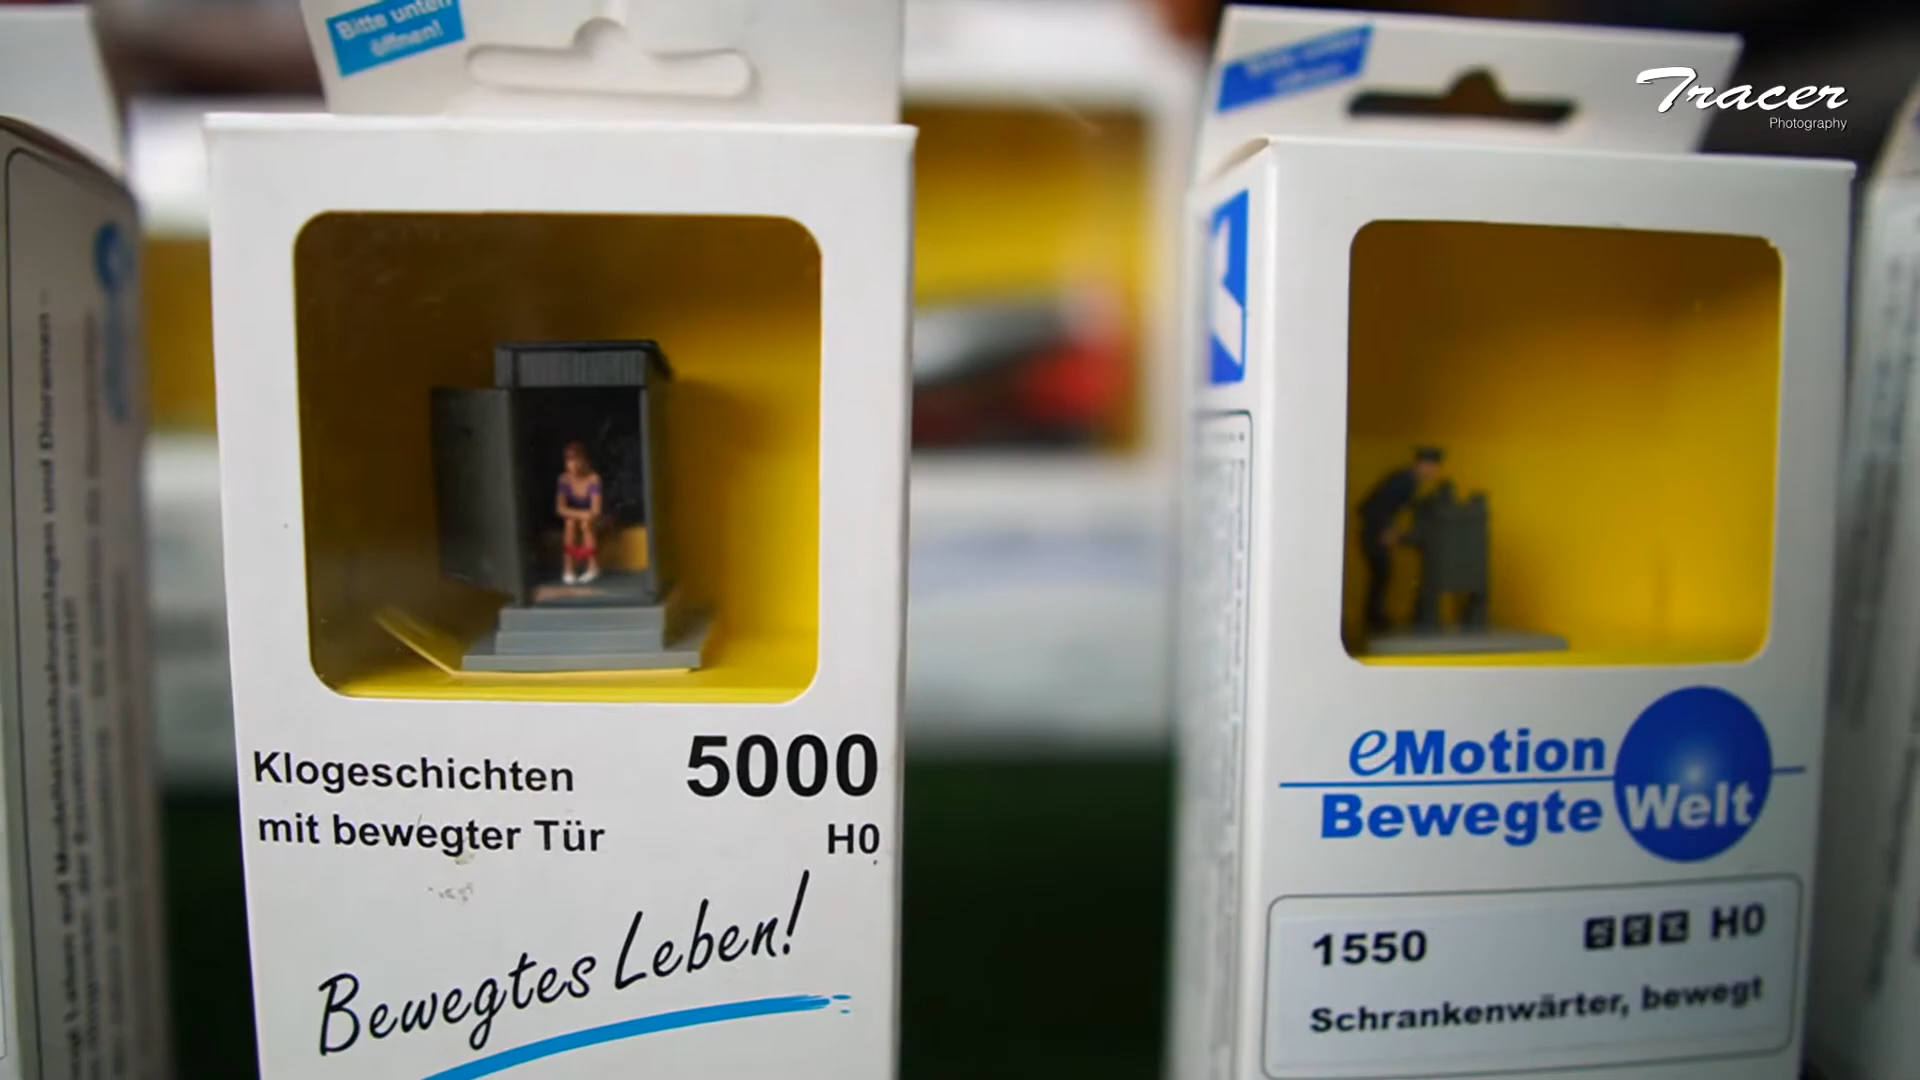 Bitte unten
öffnen!
Tracer
Photography
Klogeschichten
mit bewegter Tür
5000
H0
Bewegtes Leben!
eMotion
Bewegte Welt
1550
H0
Schrankenwärter, bewegt